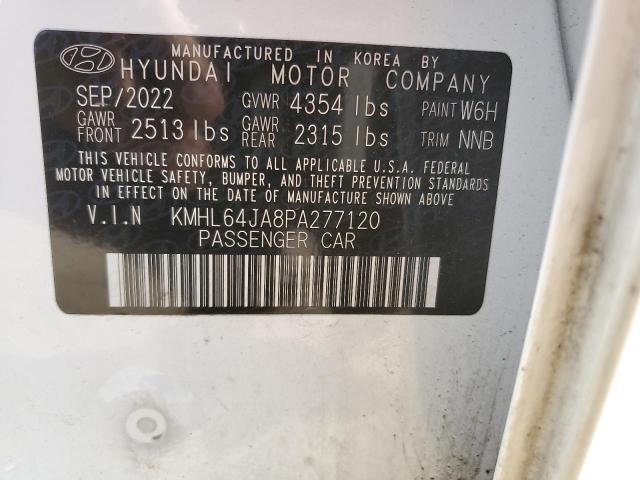 MANUFACTURED IN KOREA BY
HYUNDAI MOTOR COMPANY
SEP/2022 GVWR 4354 lbs PAINT W6H
GAWR FRONT 2513 lbs GAWR REAR 2315 lbs TRIM NNB
THIS VEHICLE CONFORMS TO ALL APPLICABLE U.S.A. FEDERAL
MOTOR VEHICLE SAFETY, BUMPER, AND THEFT PREVENTION STANDARDS
IN EFFECT ON THE DATE OF MANUFACTURE SHOWN ABOVE
V.I.N KMHL64JA8PA277120
PASSENGER CAR